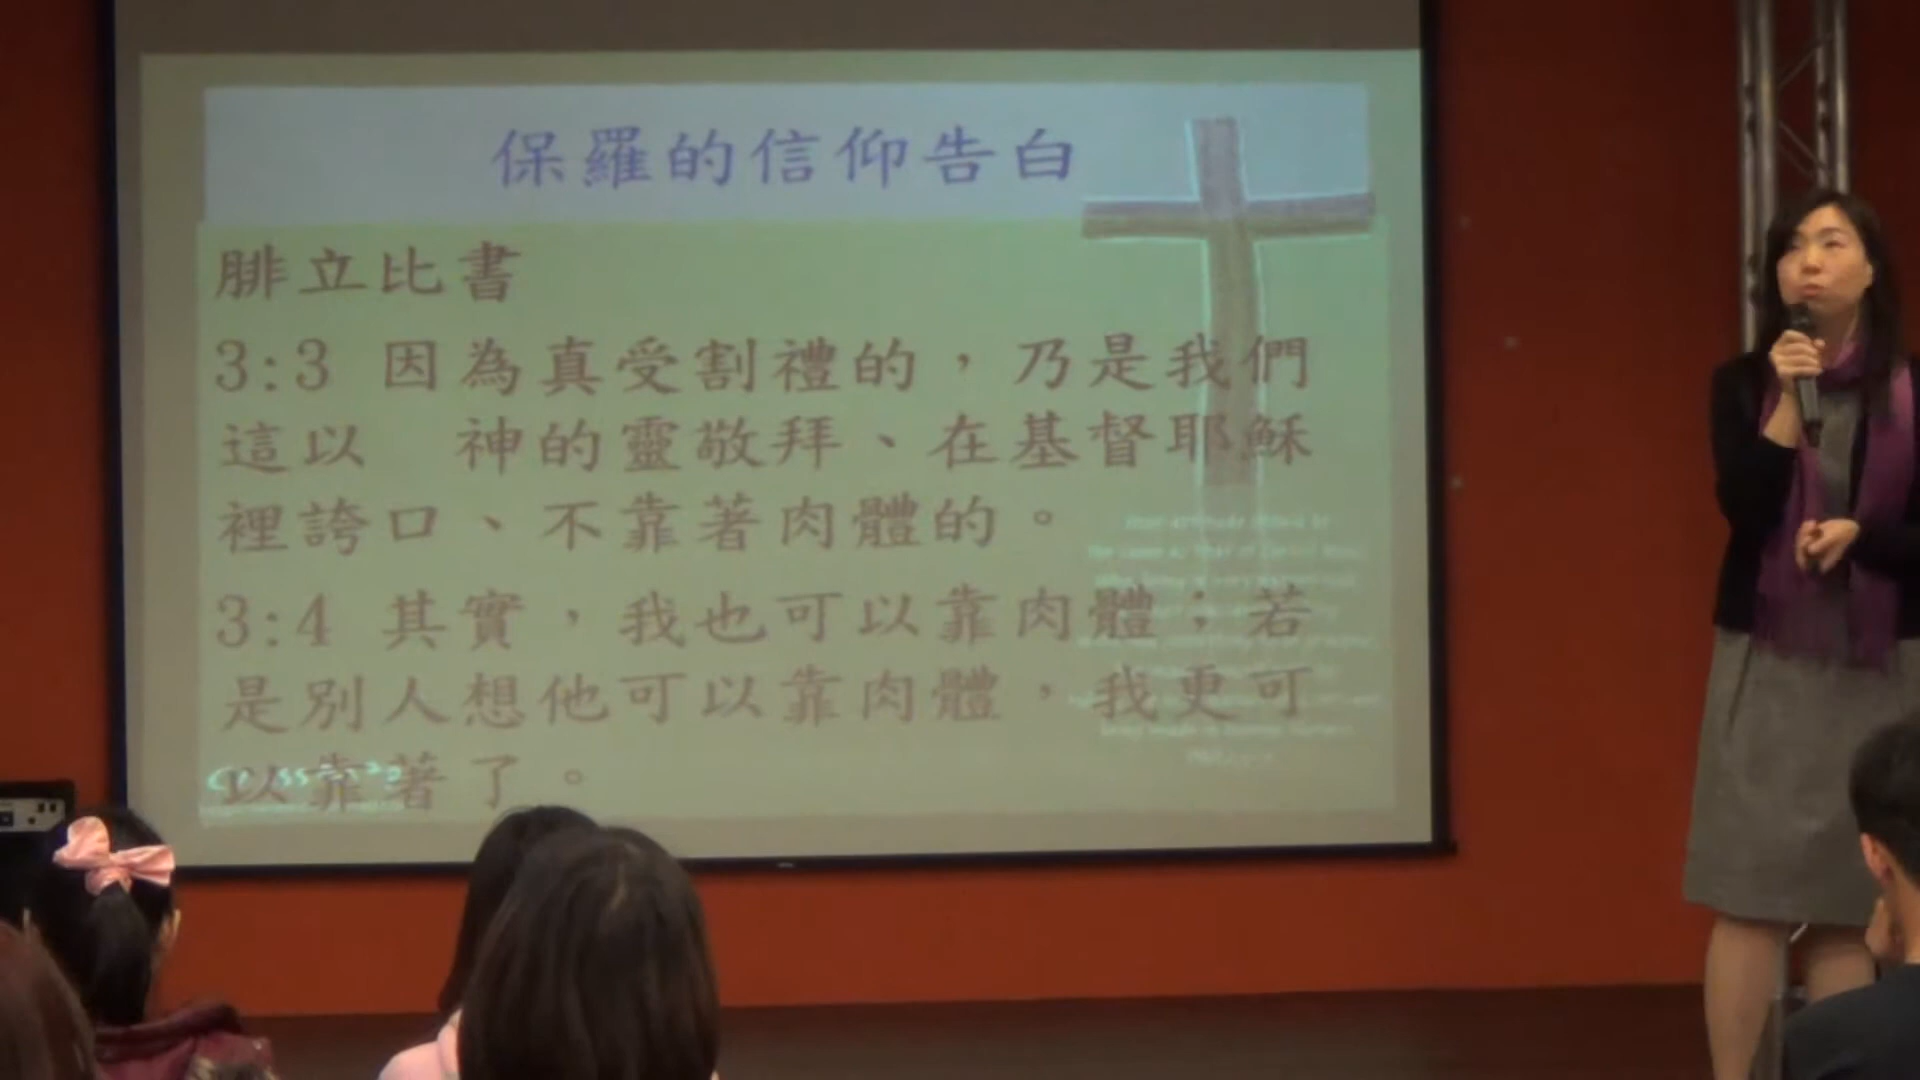 保羅的信仰告白
腓立比書
3:3 因為真受割禮的，乃是我們
這以　神的靈敬拜、在基督耶穌
裡誇口、不靠著肉體的。
3:4 其實，我也可以靠肉體；若
是別人想他可以靠肉體，我更可
以靠著了。